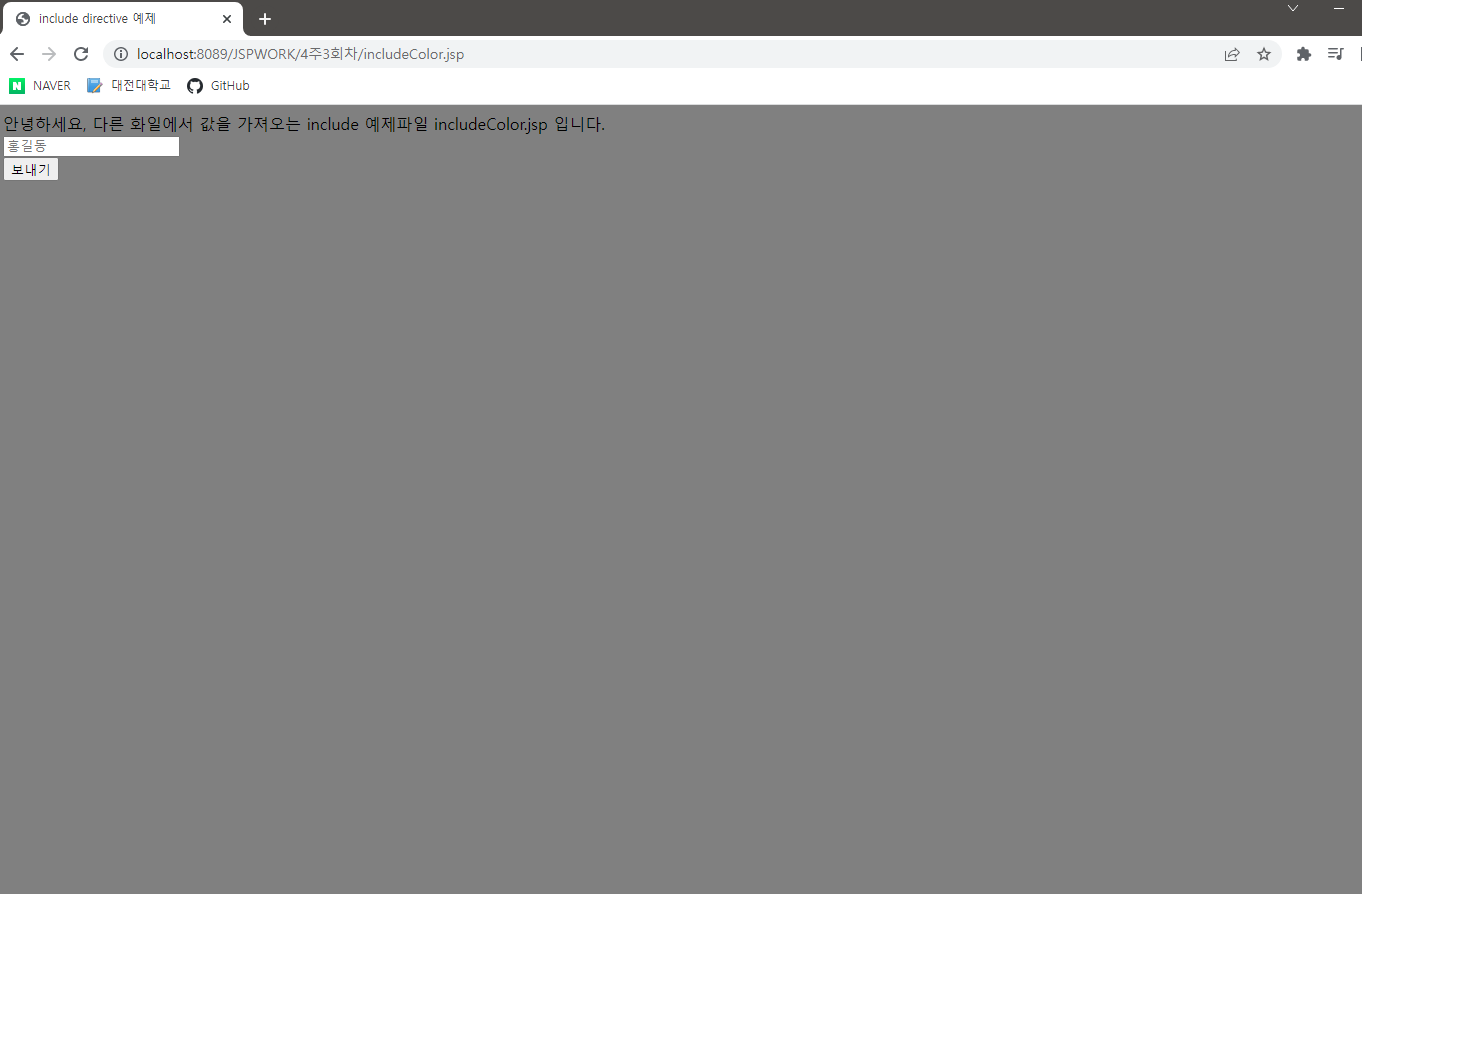 include directive 예제
localhost:8089/JSPWORK/4주3회차/includeColor.jsp
NAVER 대전대학교 GitHub
안녕하세요, 다른 화일에서 값을 가져오는 include 예제파일 includeColor.jsp 입니다.
홍길동
보내기